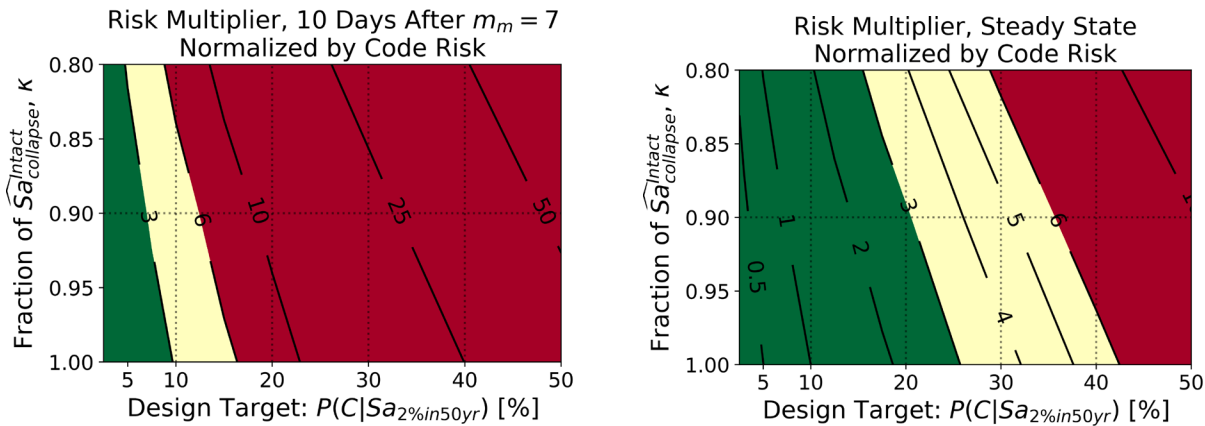 Risk Multiplier, 10 Days After m_m = 7
Normalized by Code Risk
0.80
0.85
0.90
0.95
1.00
Fraction of Sa^Intact_collapse, κ
3
6
10
25
50
5 10 20 30 40 50
Design Target: P(C|Sa_2%in50yr) [%]
Risk Multiplier, Steady State
Normalized by Code Risk
0.80
0.85
0.90
0.95
1.00
Fraction of Sa^Intact_collapse, κ
0.5
1
2
3
4
5
6
5 10 20 30 40 50
Design Target: P(C|Sa_2%in50yr) [%]